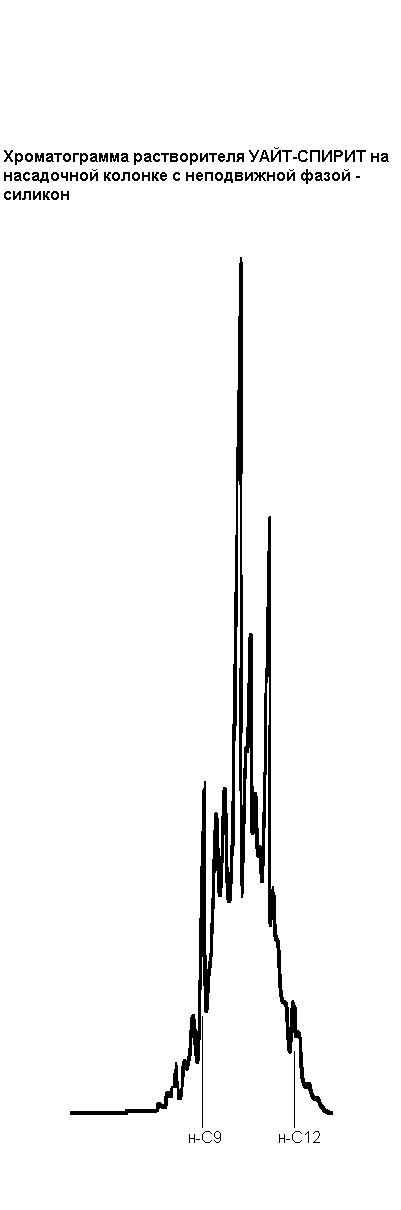 Хроматограмма растворителя УАЙТ-СПИРИТ на
насадочной колонке с неподвижной фазой -
силикон
н-С9
н-С12